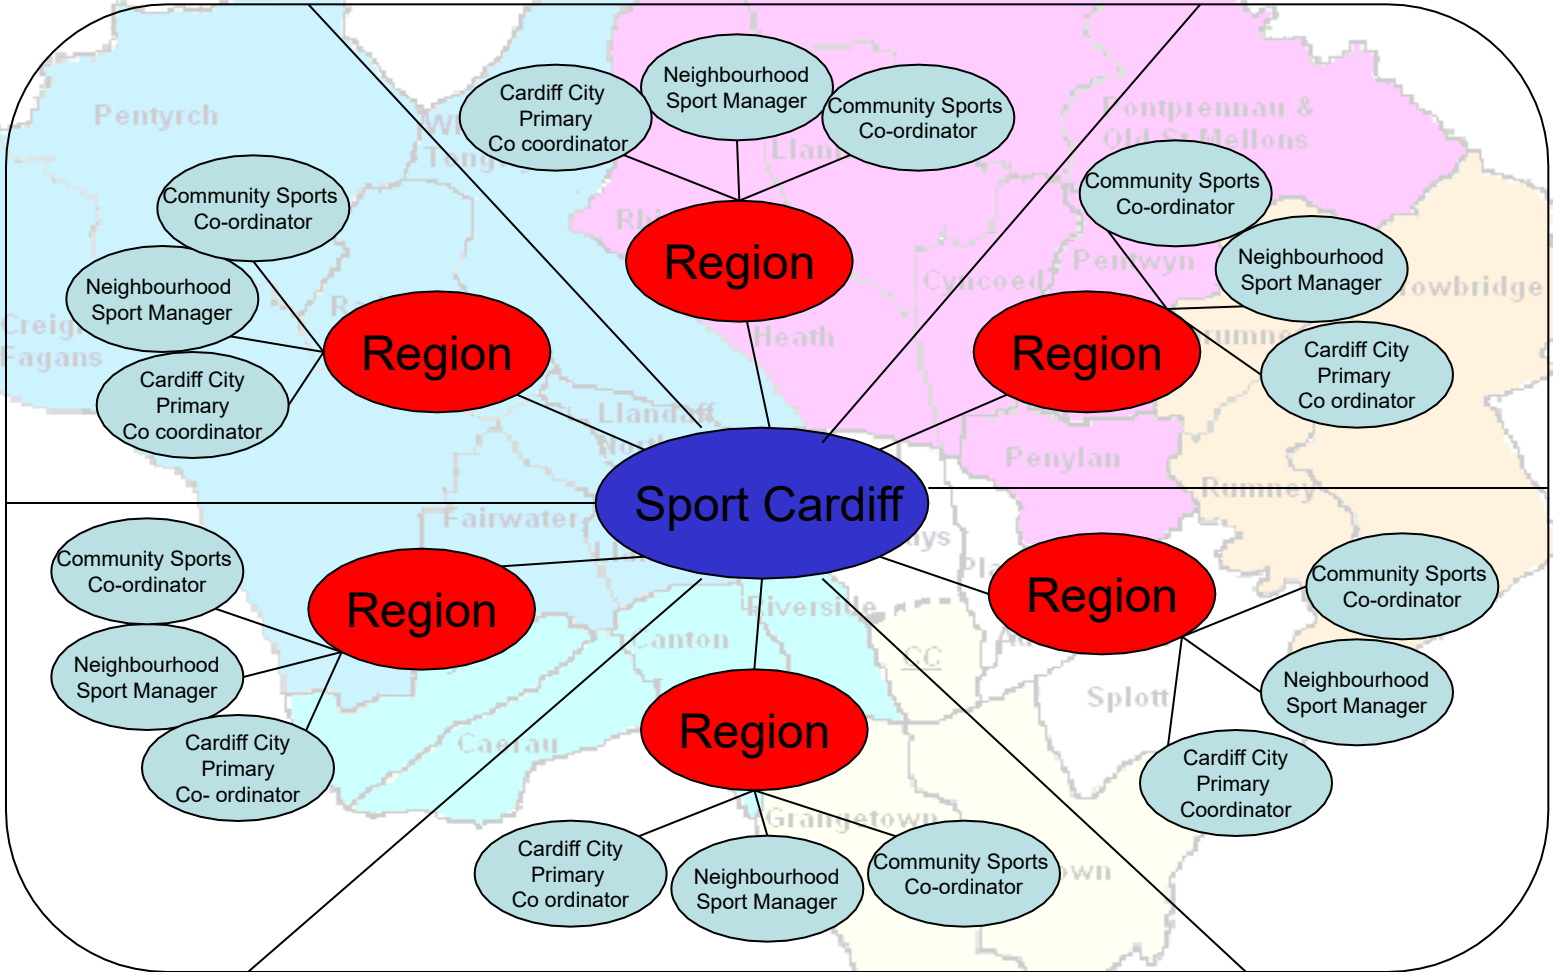 Pentyrch
Cardiff City
Primary
Co coordinator
Neighbourhood
Sport Manager
Community Sports
Co-ordinator
Pontprennau &
Old St Mellons
Community Sports
Co-ordinator
Region
Community Sports
Co-ordinator
Neighbourhood
Sport Manager
Cardiff City
Primary
Co coordinator
Region
Heath
Cyncoed
Pentwyn
Region
Neighbourhood
Sport Manager
Cardiff City
Primary
Co ordinator
Fagans
Llandaff
North
Penylan
Rumney
Fairwater
Sport Cardiff
Community Sports
Co-ordinator
Neighbourhood
Sport Manager
Cardiff City
Primary
Co- ordinator
Region
Riverside
Canton
CC
Caerau
Region
Grangetown
Cardiff City
Primary
Co ordinator
Neighbourhood
Sport Manager
Community Sports
Co-ordinator
Region
Splott
Community Sports
Co-ordinator
Neighbourhood
Sport Manager
Cardiff City
Primary
Coordinator